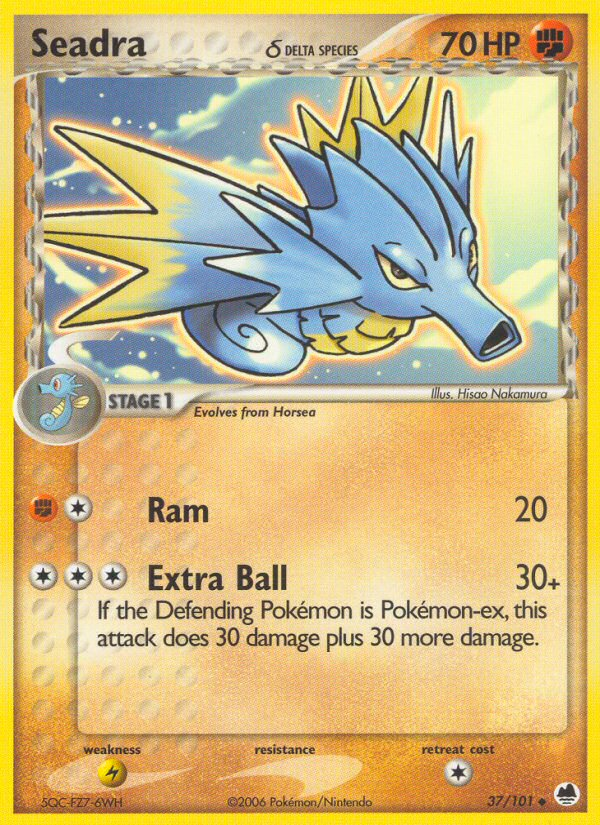 Seadra δ DELTA SPECIES 70 HP
Illus. Hisao Nakamura
STAGE 1
Evolves from Horsea
Ram 20
Extra Ball 30+
If the Defending Pokémon is Pokémon-ex, this
attack does 30 damage plus 30 more damage.
weakness resistance retreat cost
5QC-FZ7-6WH ©2006 Pokémon/Nintendo 37/101